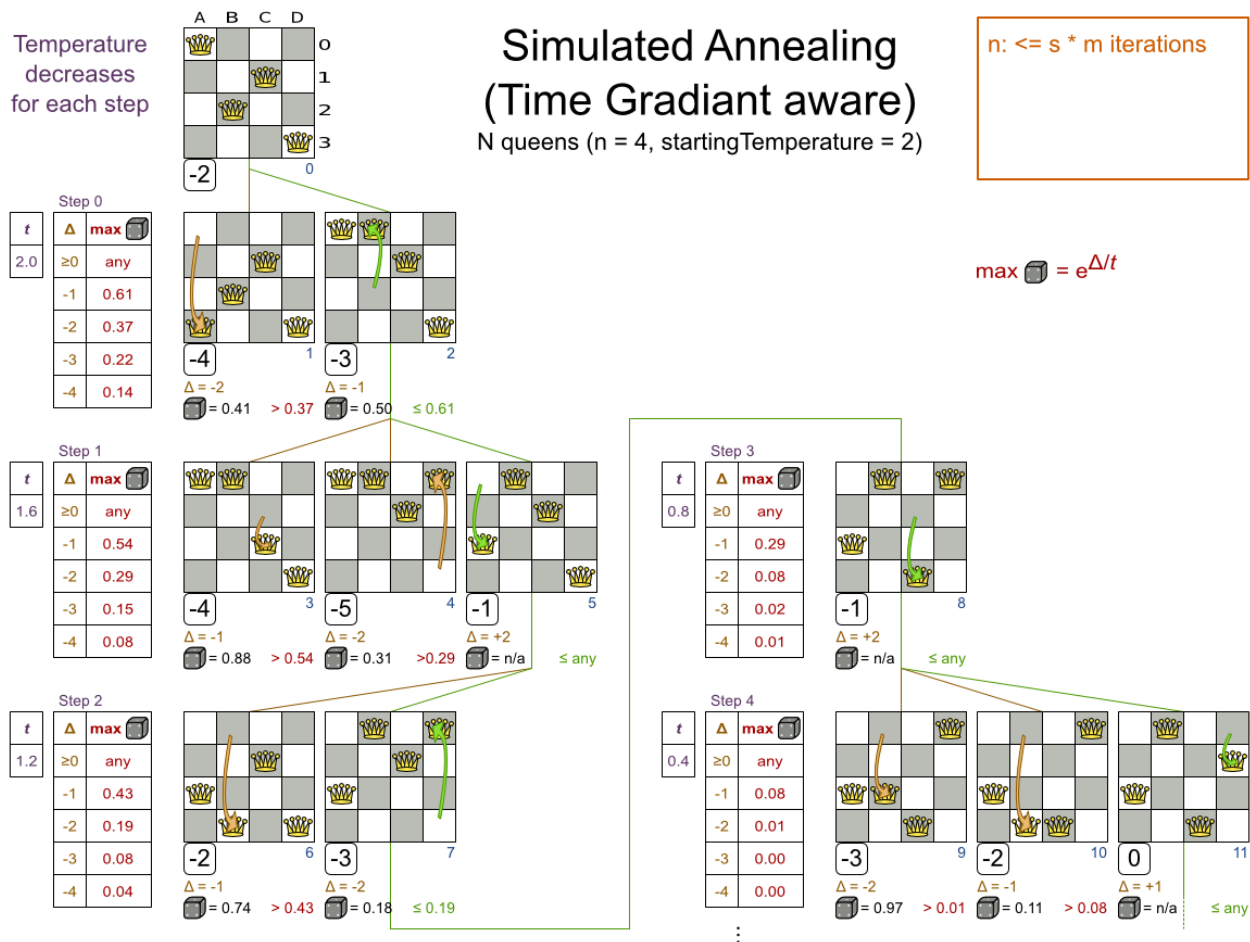 Temperature
decreases
for each step
A B C D
0
1
2
3
-2
0
Simulated Annealing
(Time Gradiant aware)
N queens (n = 4, startingTemperature = 2)
n: <= s * m iterations
max = e^Δ/t
Step 0
t Δ max
2.0 ≥0 any
-1 0.61
-2 0.37
-3 0.22
-4 0.14
-4 1
Δ = -2
= 0.41 > 0.37
-3 2
Δ = -1
= 0.50 ≤ 0.61
Step 1
t Δ max
1.6 ≥0 any
-1 0.54
-2 0.29
-3 0.15
-4 0.08
-4 3
Δ = -1
= 0.88 > 0.54
-5 4
Δ = -2
= 0.31 >0.29
-1 5
Δ = +2
= n/a ≤ any
Step 2
t Δ max
1.2 ≥0 any
-1 0.43
-2 0.19
-3 0.08
-4 0.04
-2 6
Δ = -1
= 0.74 > 0.43
-3 7
Δ = -2
= 0.18 ≤ 0.19
Step 3
t Δ max
0.8 ≥0 any
-1 0.29
-2 0.08
-3 0.02
-4 0.01
-1 8
Δ = +2
= n/a ≤ any
Step 4
t Δ max
0.4 ≥0 any
-1 0.08
-2 0.01
-3 0.00
-4 0.00
-3 9
Δ = -2
= 0.97 > 0.01
-2 10
Δ = -1
= 0.11 > 0.08
0 11
Δ = +1
= n/a ≤ any
⋮